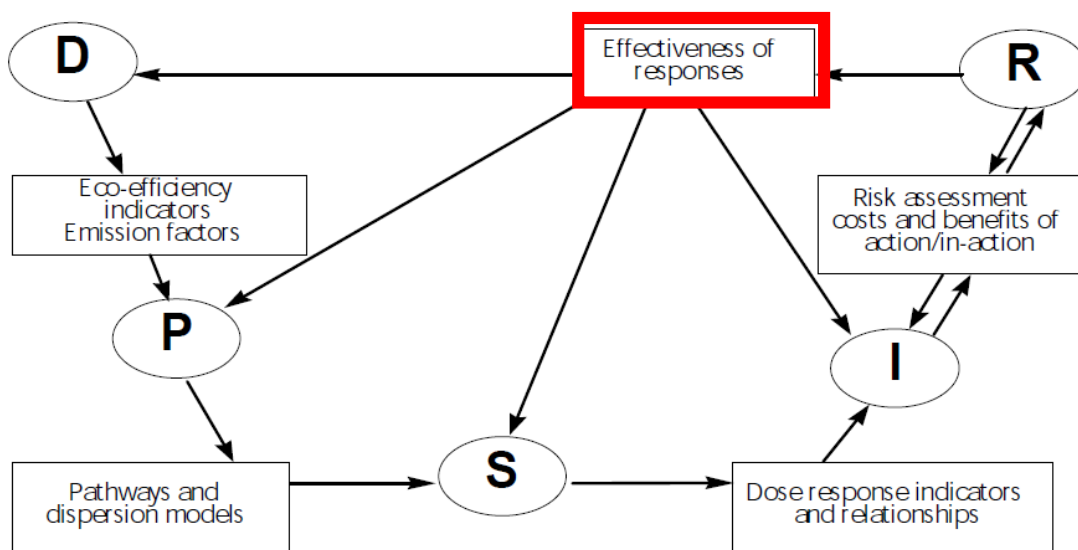 D
Effectiveness of
responses
R
Eco-efficiency
indicators
Emission factors
Risk assessment
costs and benefits of
action/in-action
P
I
S
Pathways and
dispersion models
Dose response indicators
and relationships